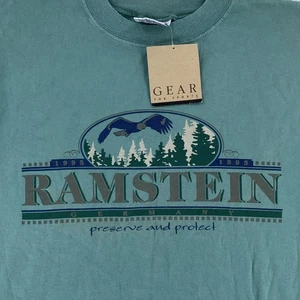 GEAR
FOR SPORTS
1995 1995
RAMSTEIN
GERMANY
preserve and protect